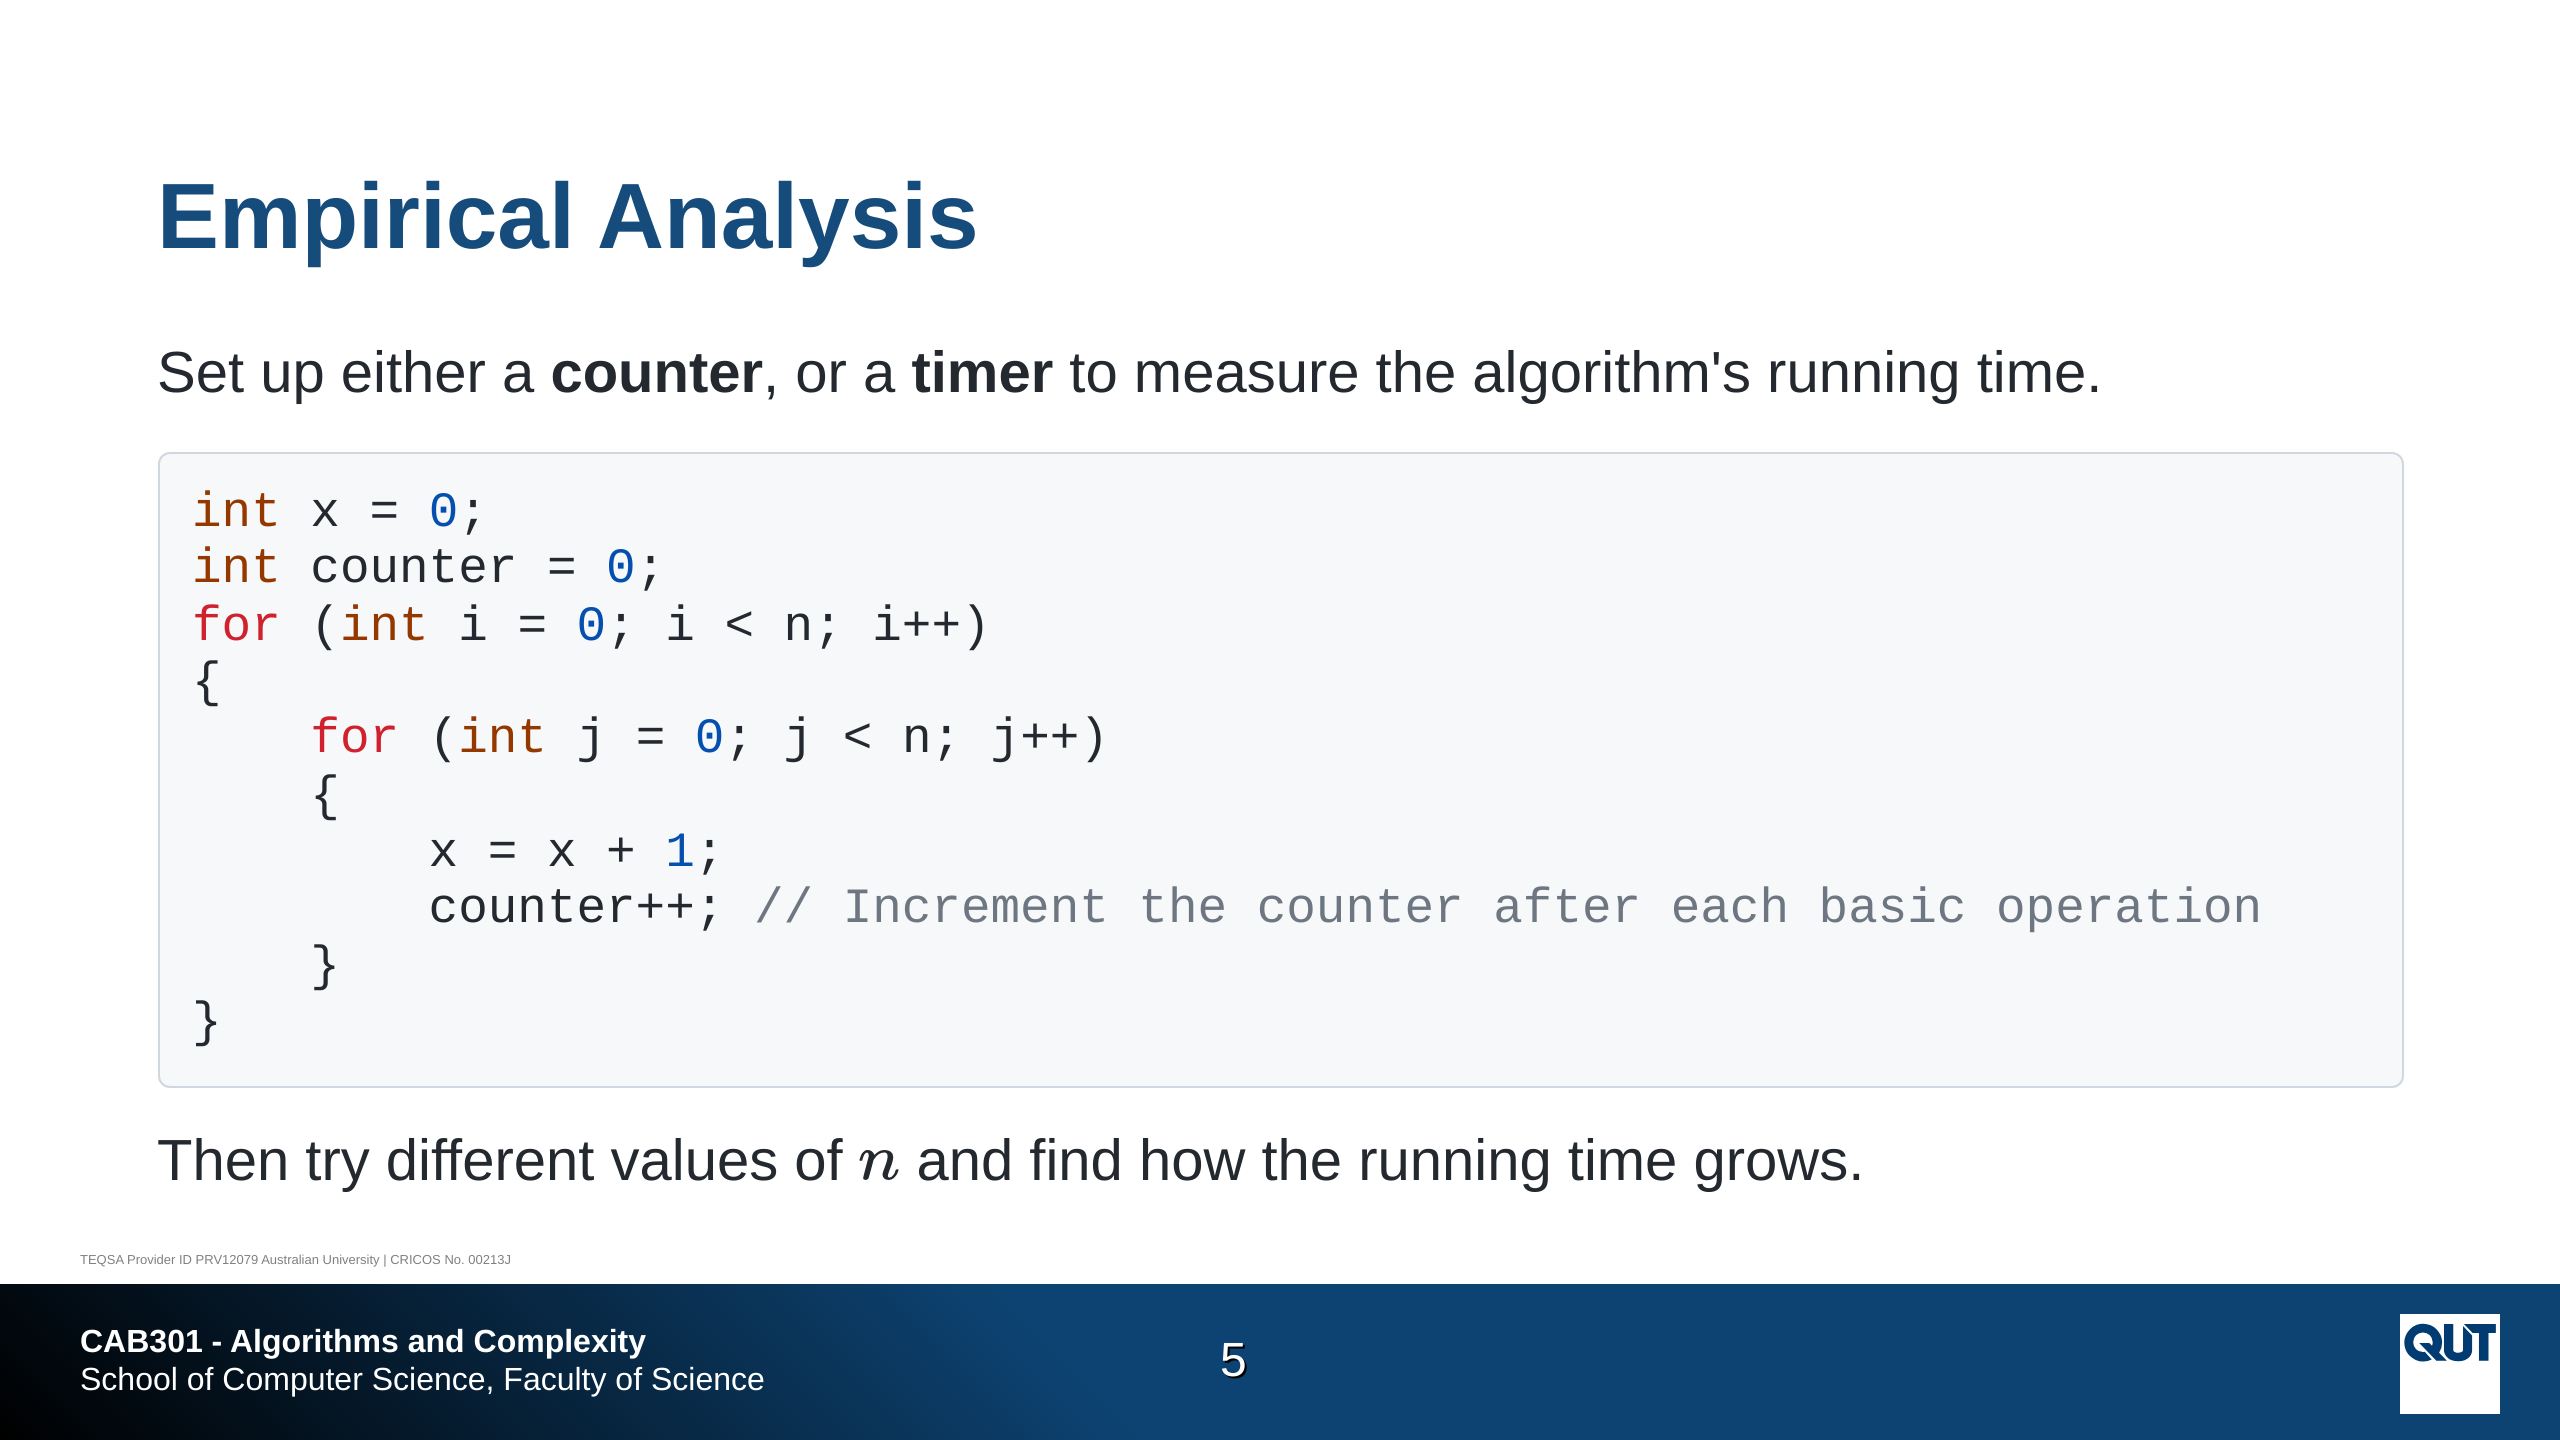 Empirical Analysis
Set up either a counter, or a timer to measure the algorithm's running time.
int x = 0;
int counter = 0;
for (int i = 0; i < n; i++)
{
    for (int j = 0; j < n; j++)
    {
        x = x + 1;
        counter++; // Increment the counter after each basic operation
    }
}
Then try different values of n and find how the running time grows.
TEQSA Provider ID PRV12079 Australian University | CRICOS No. 00213J
CAB301 - Algorithms and Complexity
School of Computer Science, Faculty of Science
5
QUT